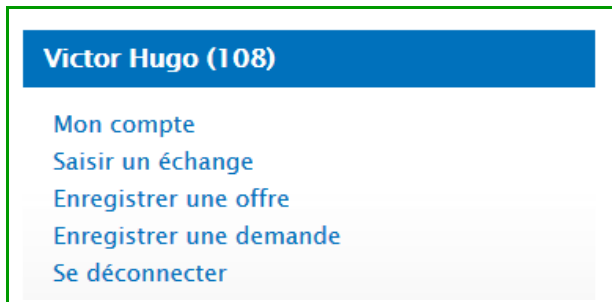 Victor Hugo (108)
Mon compte
Saisir un échange
Enregistrer une offre
Enregistrer une demande
Se déconnecter